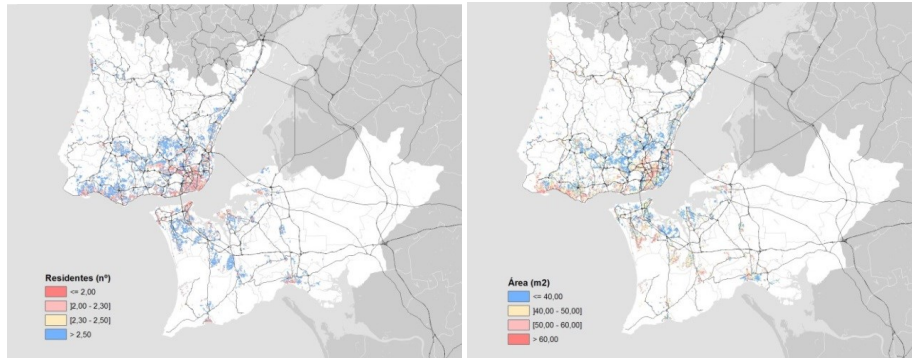 Residentes (nº)
<= 2,00
]2,00 - 2,30]
]2,30 - 2,50]
> 2,50
Área (m2)
<= 40,00
]40,00 - 50,00]
]50,00 - 60,00]
> 60,00